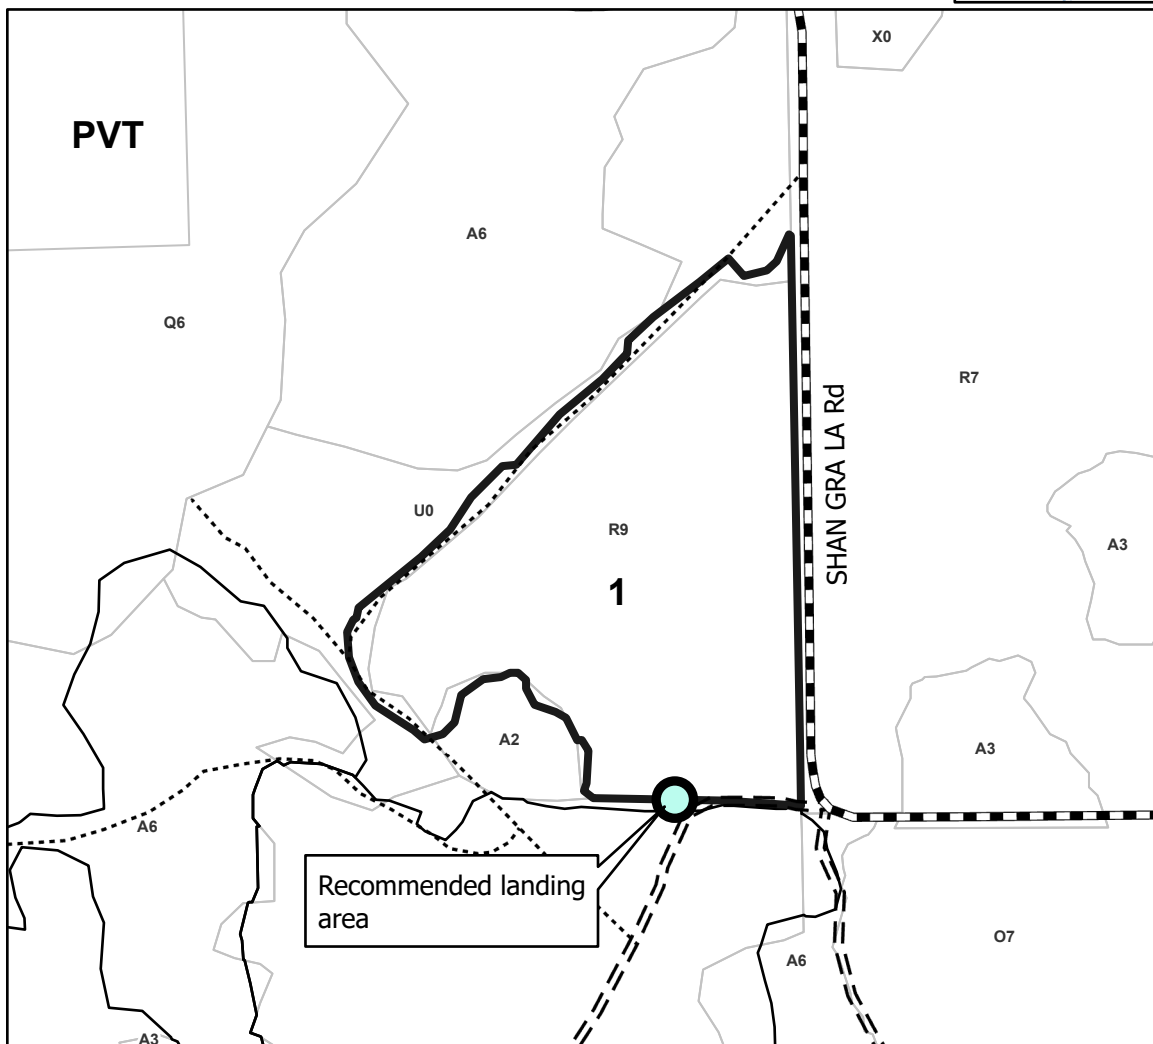 X0
PVT
A6
Q6
R7
SHAN GRA LA Rd
U0
R9
A3
1
A2
A3
A6
Recommended landing
area
O7
A6
A3